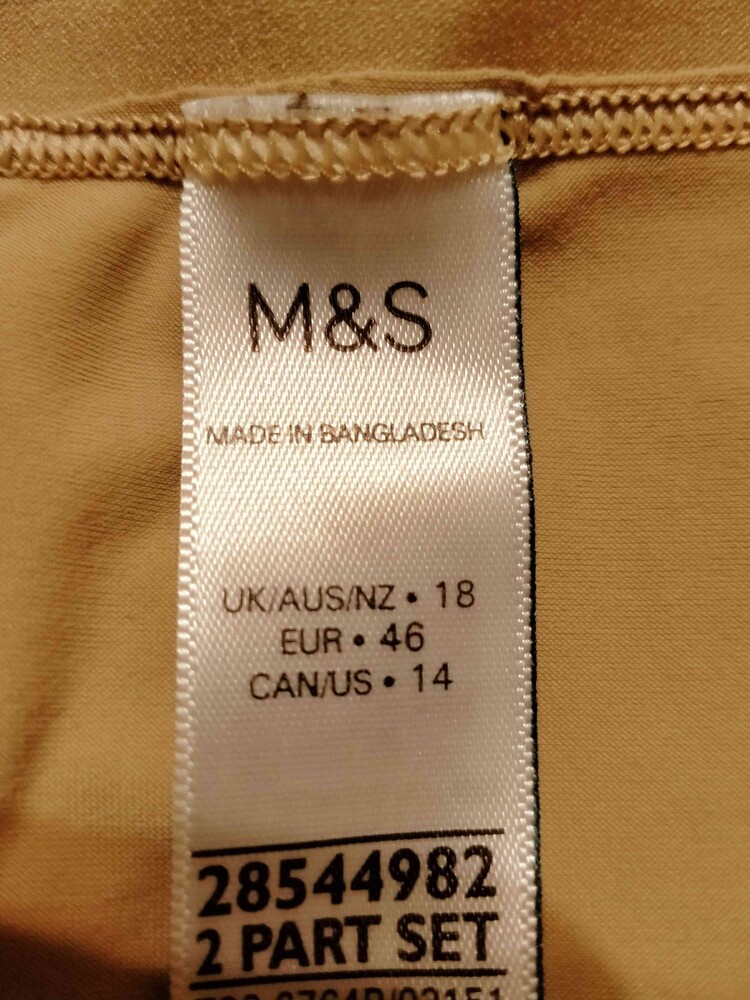 M&S
MADE IN BANGLADESH
UK/AUS/NZ • 18
EUR • 46
CAN/US • 14
28544982
2 PART SET